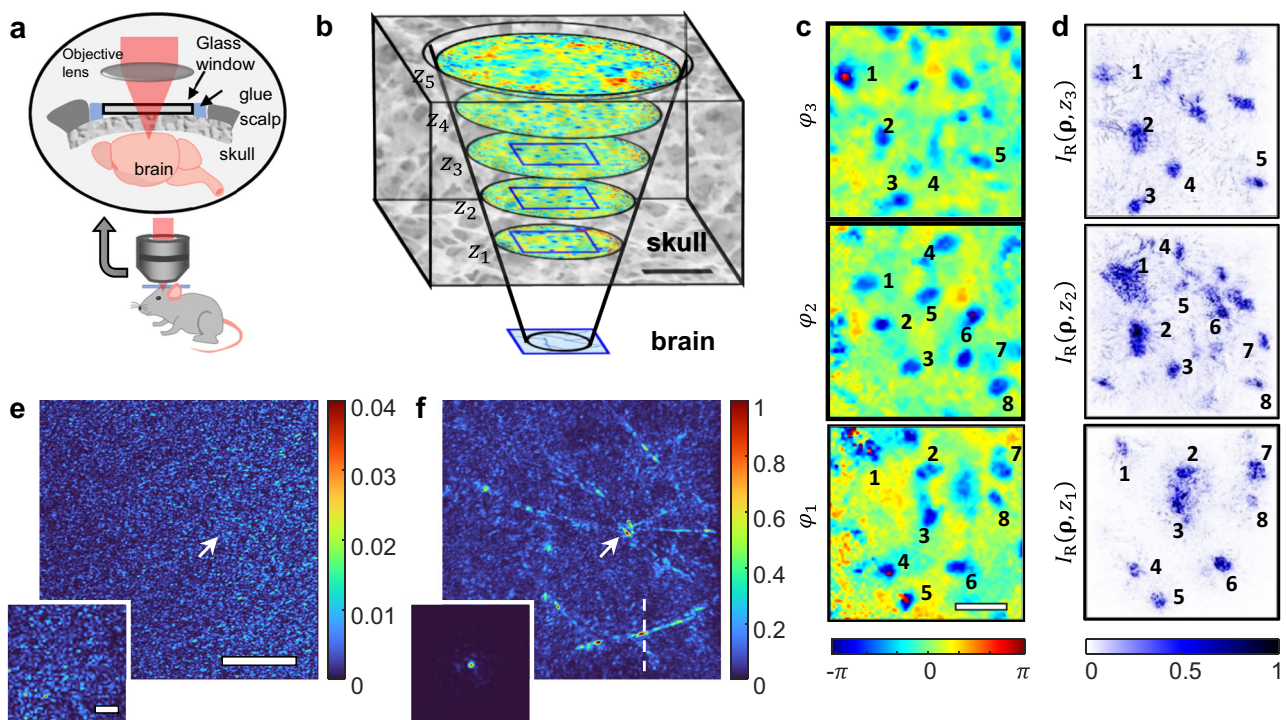 a
Objective
lens
Glass
window
glue
scalp
skull
brain
b
z5
z4
z3
z2
z1
skull
brain
c
φ3
1
2
3
4
5
φ2
1
2
3
4
5
6
7
8
φ1
1
2
3
4
5
6
7
8
-π 0 π
d
I_R(ρ, z3)
1
2
3
4
5
I_R(ρ, z2)
1
2
3
4
5
6
7
8
I_R(ρ, z1)
1
2
3
4
5
6
7
8
0 0.5 1
e
0.04
0.03
0.02
0.01
0
f
1
0.8
0.6
0.4
0.2
0